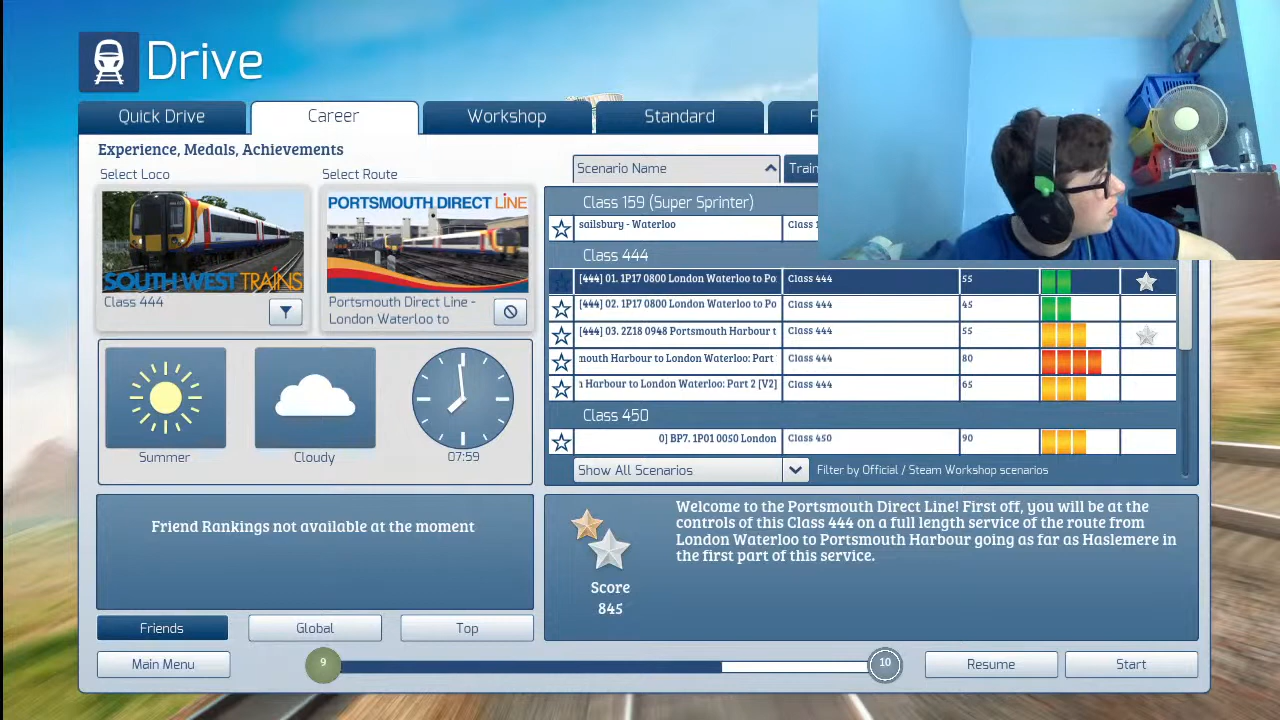 Drive
Quick Drive
Career
Workshop
Standard
F
Experience, Medals, Achievements
Select Loco
Select Route
SOUTH WEST TRAINS
Class 444
PORTSMOUTH DIRECT LINE
Portsmouth Direct Line -
London Waterloo to
Summer
Cloudy
07:59
Scenario Name
Train
Class 159 (Super Sprinter)
sailsbury - Waterloo
Class 1
Class 444
[444] 01. 1P17 0800 London Waterloo to Po
Class 444
55
[444] 02. 1P17 0800 London Waterloo to Po
Class 444
45
[444] 03. 2Z18 0948 Portsmouth Harbour t
Class 444
55
mouth Harbour to London Waterloo: Part
Class 444
80
ı Harbour to London Waterloo: Part 2 [V2]
Class 444
65
Class 450
0] BP7. 1P01 0050 London
Class 450
90
Show All Scenarios
Filter by Official / Steam Workshop scenarios
Friend Rankings not available at the moment
Friends
Global
Top
Score
845
Welcome to the Portsmouth Direct Line! First off, you will be at the
controls of this Class 444 on a full length service of the route from
London Waterloo to Portsmouth Harbour going as far as Haslemere in
the first part of this service.
Main Menu
9
10
Resume
Start